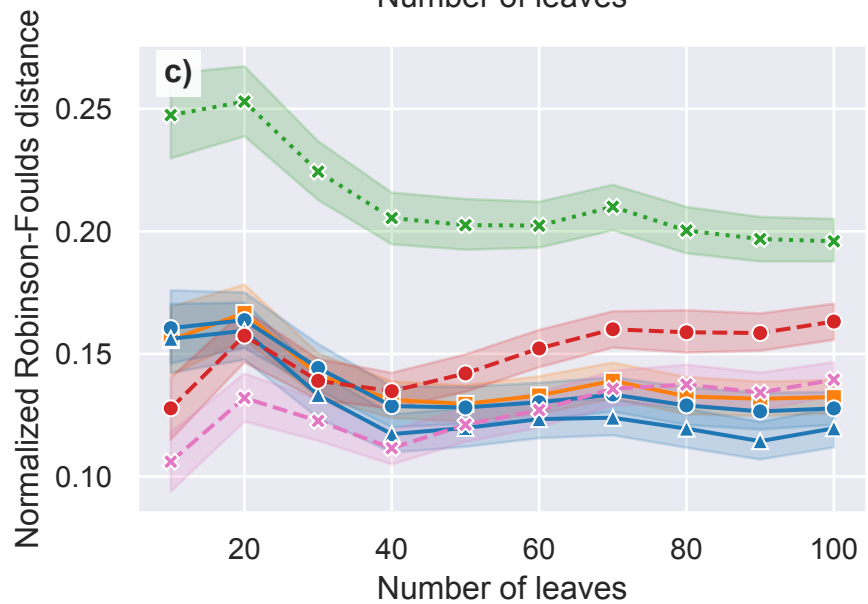 Number of leaves
c)
Normalized Robinson-Foulds distance
0.25
0.20
0.15
0.10
20 40 60 80 100
Number of leaves